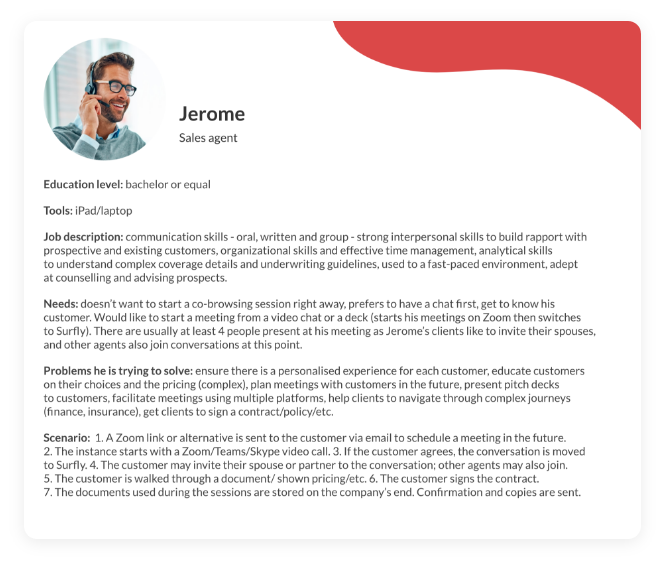 Jerome
Sales agent
Education level: bachelor or equal
Tools: iPad/laptop
Job description: communication skills - oral, written and group - strong interpersonal skills to build rapport with
prospective and existing customers, organizational skills and effective time management, analytical skills
to understand complex coverage details and underwriting guidelines, used to a fast-paced environment, adept
at counselling and advising prospects.
Needs: doesn’t want to start a co-browsing session right away, prefers to have a chat first, get to know his
customer. Would like to start a meeting from a video chat or a deck (starts his meetings on Zoom then switches
to Surfly). There are usually at least 4 people present at his meeting as Jerome’s clients like to invite their spouses,
and other agents also join conversations at this point.
Problems he is trying to solve: ensure there is a personalised experience for each customer, educate customers
on their choices and the pricing (complex), plan meetings with customers in the future, present pitch decks
to customers, facilitate meetings using multiple platforms, help clients to navigate through complex journeys
(finance, insurance), get clients to sign a contract/policy/etc.
Scenario: 1. A Zoom link or alternative is sent to the customer via email to schedule a meeting in the future.
2. The instance starts with a Zoom/Teams/Skype video call. 3. If the customer agrees, the conversation is moved
to Surfly. 4. The customer may invite their spouse or partner to the conversation; other agents may also join.
5. The customer is walked through a document/ shown pricing/etc. 6. The customer signs the contract.
7. The documents used during the sessions are stored on the company’s end. Confirmation and copies are sent.